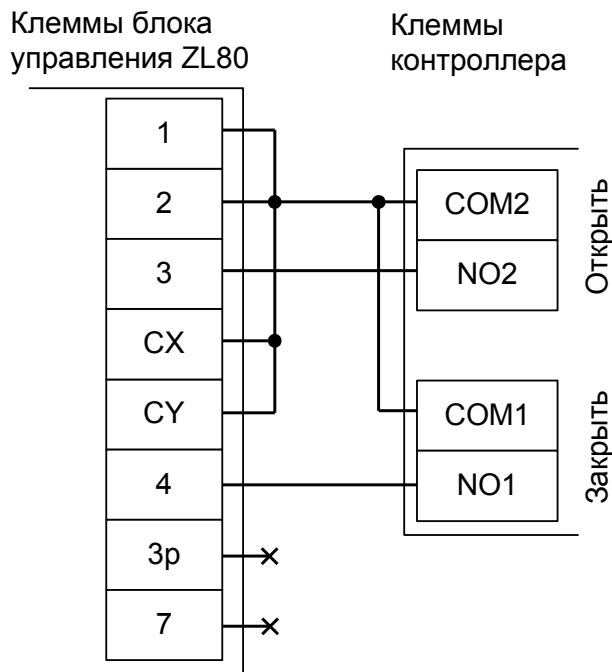 Клеммы блока
управления ZL80
Клеммы
контроллера
1
2
3
CX
CY
4
3р
7
COM2
NO2
Открыть
COM1
NO1
Закрыть